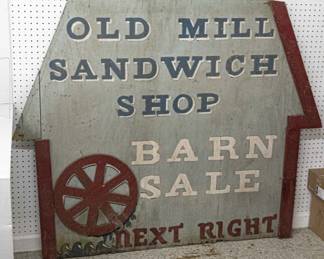 OLD MILL
SANDWICH
SHOP
BARN
SALE
NEXT RIGHT